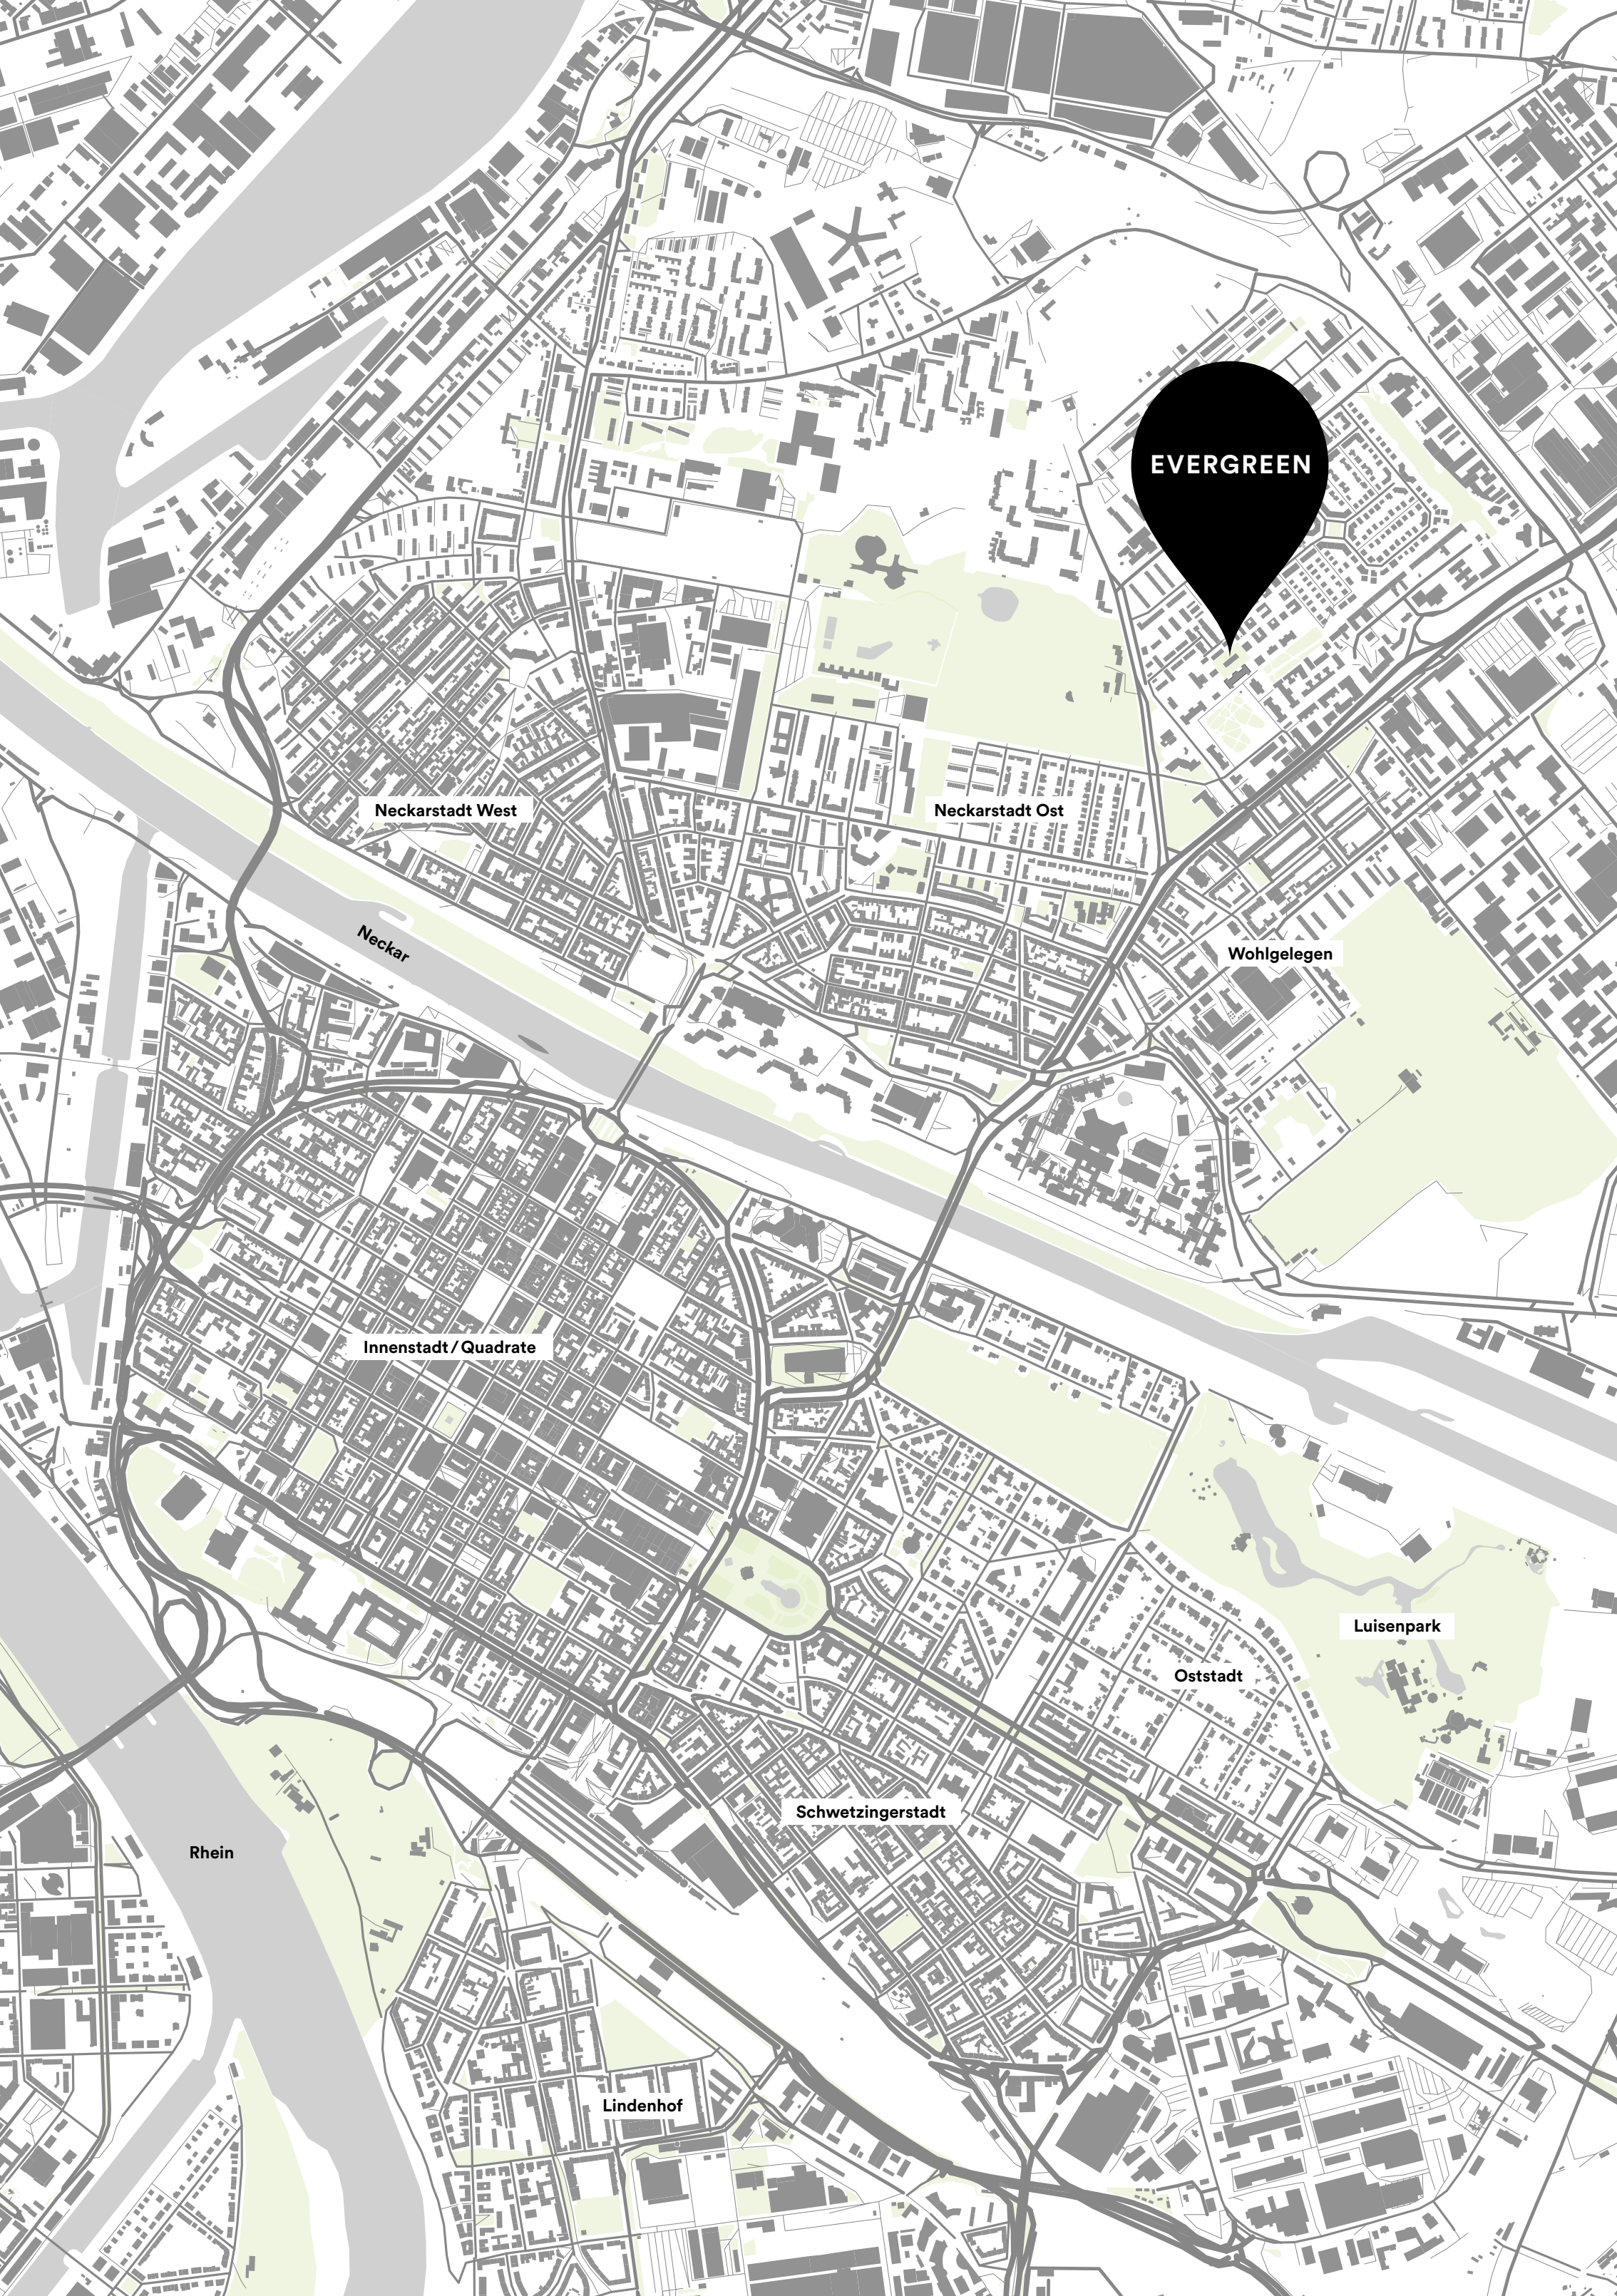 EVERGREEN
Neckarstadt West
Neckarstadt Ost
Neckar
Wohlgelegen
Innenstadt / Quadrate
Luisenpark
Oststadt
Schwetzingerstadt
Rhein
Lindenhof